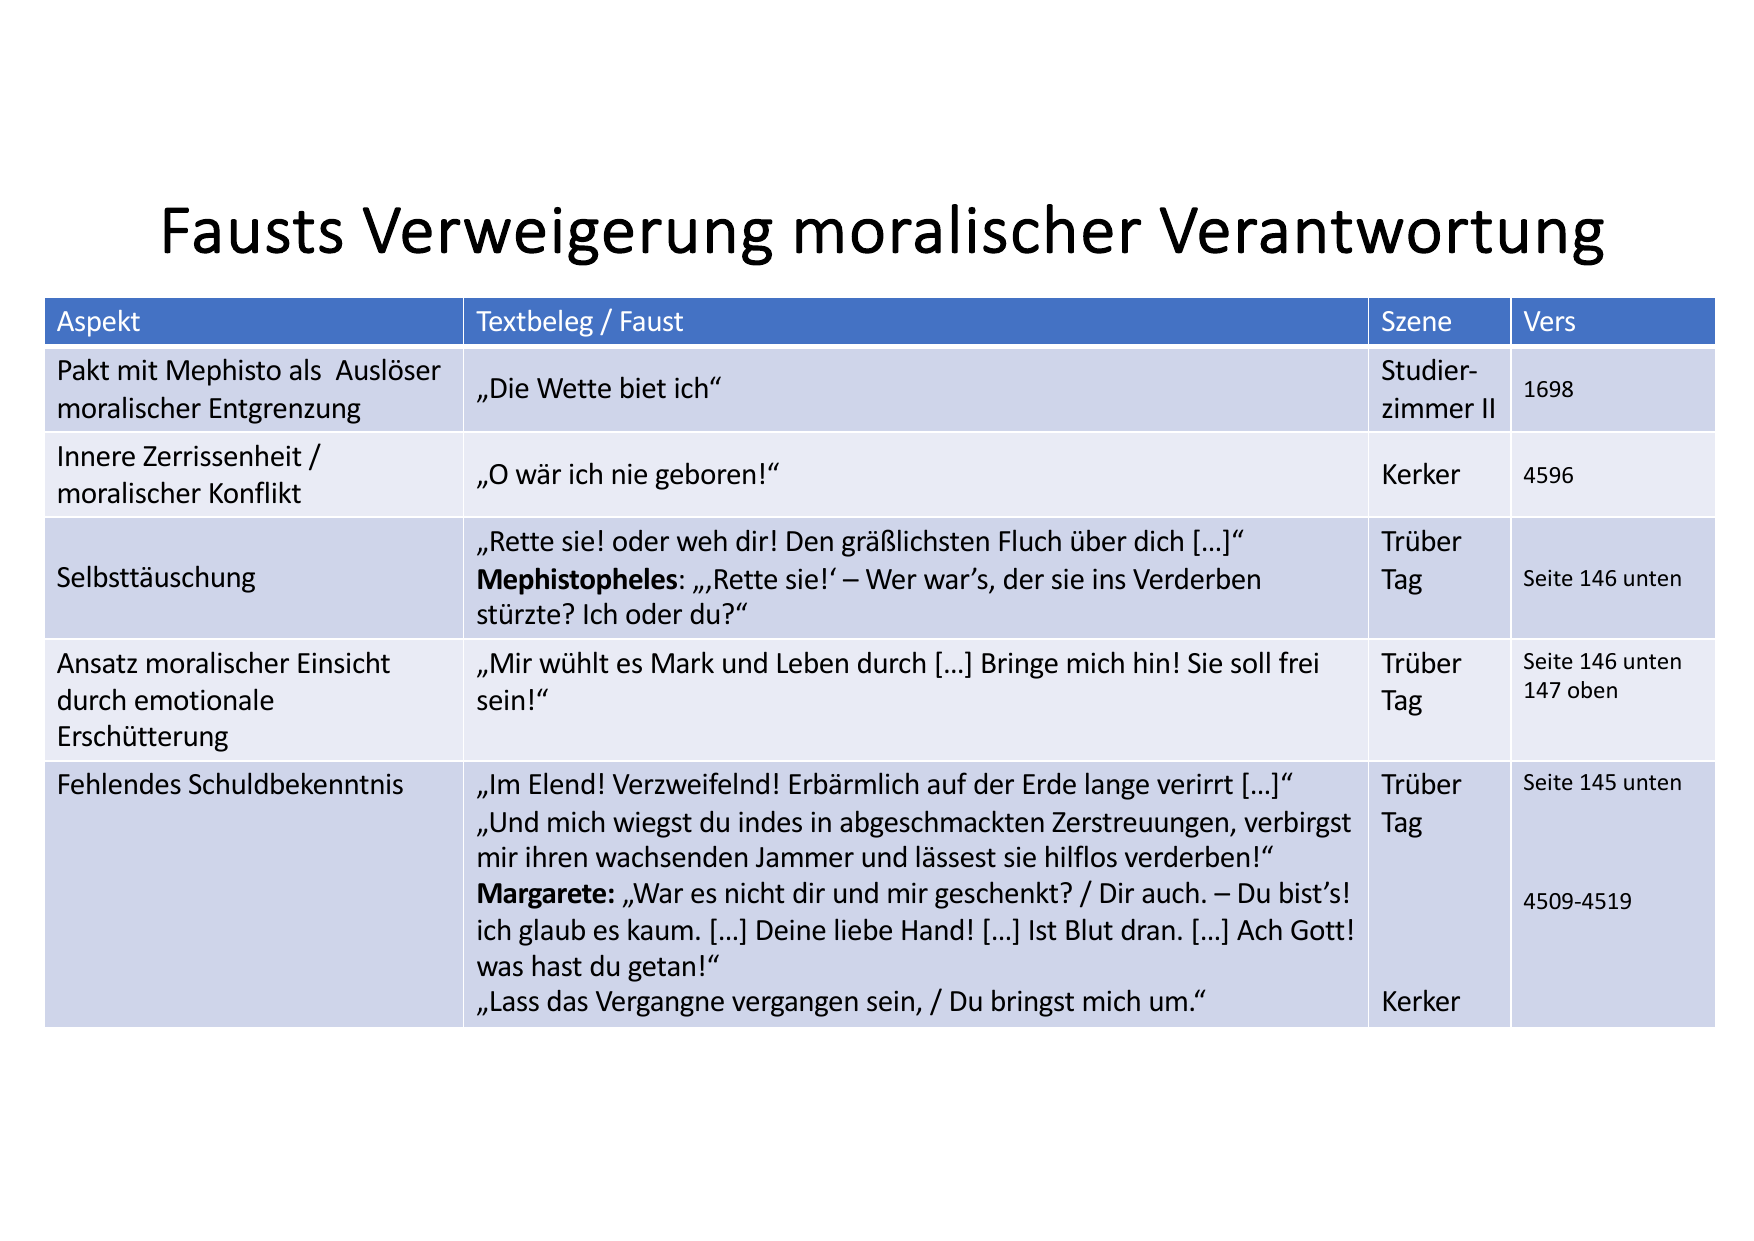 Fausts Verweigerung moralischer Verantwortung
Aspekt
Textbeleg / Faust
Szene
Vers
Pakt mit Mephisto als  Auslöser
moralischer Entgrenzung
„Die Wette biet ich“
Studier-
zimmer II
1698
Innere Zerrissenheit /
moralischer Konflikt
„O wär ich nie geboren!“
Kerker
4596
Selbsttäuschung
„Rette sie! oder weh dir! Den gräßlichsten Fluch über dich […]“
Mephistopheles: „‚Rette sie!‘ – Wer war’s, der sie ins Verderben
stürzte? Ich oder du?“
Trüber
Tag
Seite 146 unten
Ansatz moralischer Einsicht
durch emotionale
Erschütterung
„Mir wühlt es Mark und Leben durch […] Bringe mich hin! Sie soll frei
sein!“
Trüber
Tag
Seite 146 unten
147 oben
Fehlendes Schuldbekenntnis
„Im Elend! Verzweifelnd! Erbärmlich auf der Erde lange verirrt […]“
„Und mich wiegst du indes in abgeschmackten Zerstreuungen, verbirgst
mir ihren wachsenden Jammer und lässest sie hilflos verderben!“
Margarete: „War es nicht dir und mir geschenkt? / Dir auch. – Du bist’s!
ich glaub es kaum. […] Deine liebe Hand! […] Ist Blut dran. […] Ach Gott!
was hast du getan!“
„Lass das Vergangne vergangen sein, / Du bringst mich um.“
Trüber
Tag
Kerker
Seite 145 unten
4509-4519